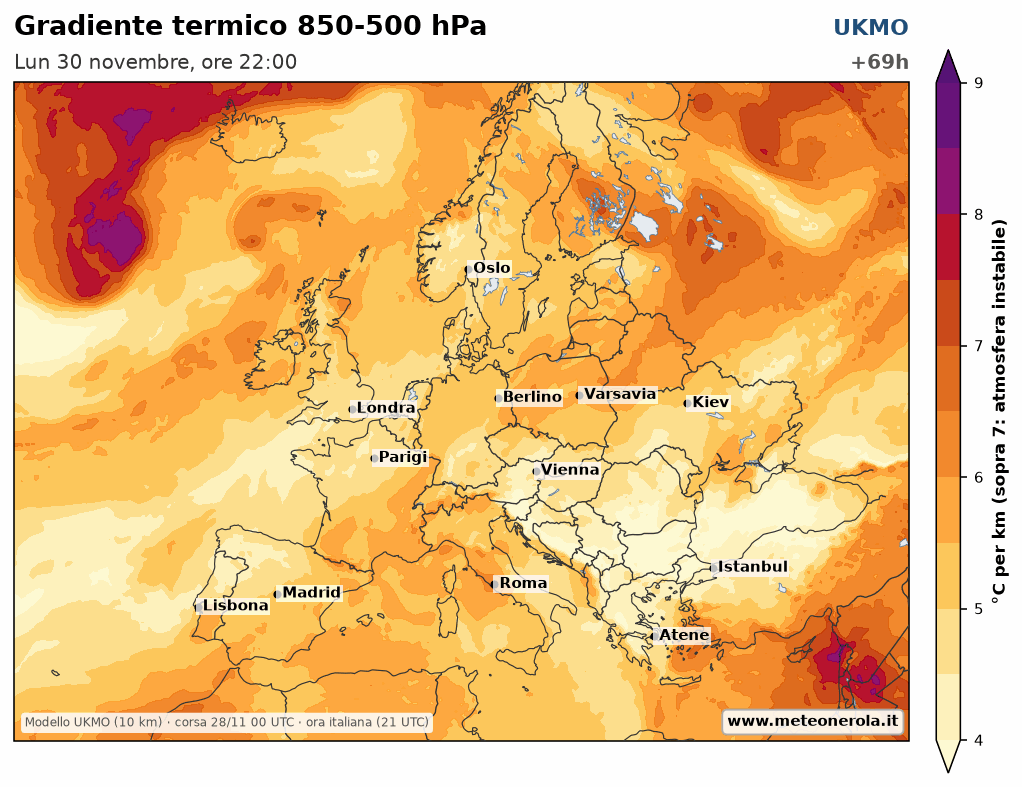 Gradiente termico 850-500 hPa
UKMO
Lun 30 novembre, ore 22:00
+69h
9
8
7
6
5
4
°C per km (sopra 7: atmosfera instabile)
Oslo
Berlino
Varsavia
Kiev
Londra
Parigi
Vienna
Istanbul
Roma
Madrid
Lisbona
Atene
Modello UKMO (10 km) · corsa 28/11 00 UTC · ora italiana (21 UTC)
www.meteonerola.it